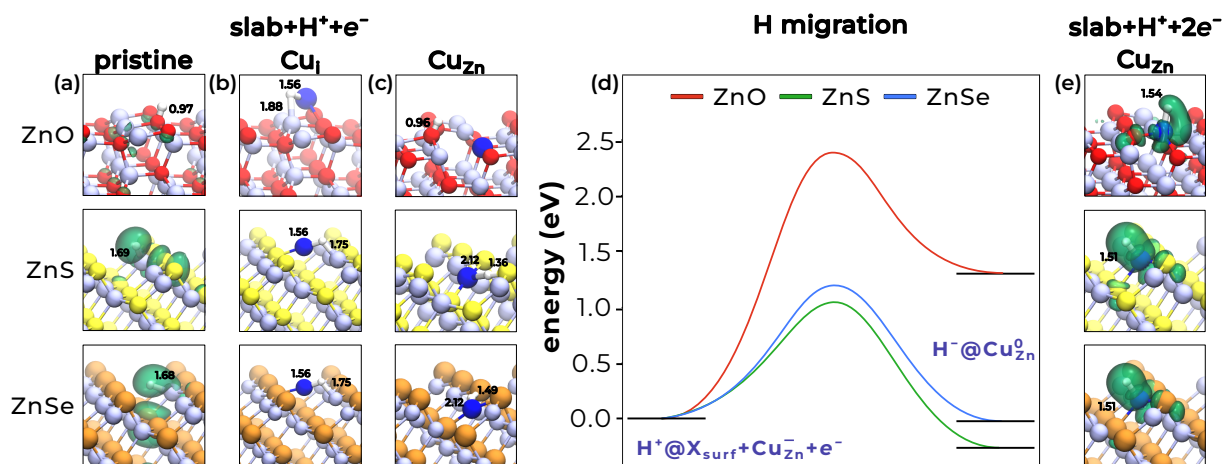 slab+H⁺+e⁻
H migration
slab+H⁺+2e⁻
pristine
Cuᵢ
Cu_Zn
Cu_Zn
(a)
(b)
(c)
(d)
(e)
ZnO
0.97
1.56
1.88
0.96
1.54
ZnO ZnS ZnSe
ZnS
1.69
1.56
1.75
2.12
1.36
1.51
ZnSe
1.68
1.56
1.75
2.12
1.49
1.51
energy (eV)
2.5
2.0
1.5
1.0
0.5
0.0
H⁻@Cu⁰_Zn
H⁺@X_surf+Cu⁻_Zn+e⁻